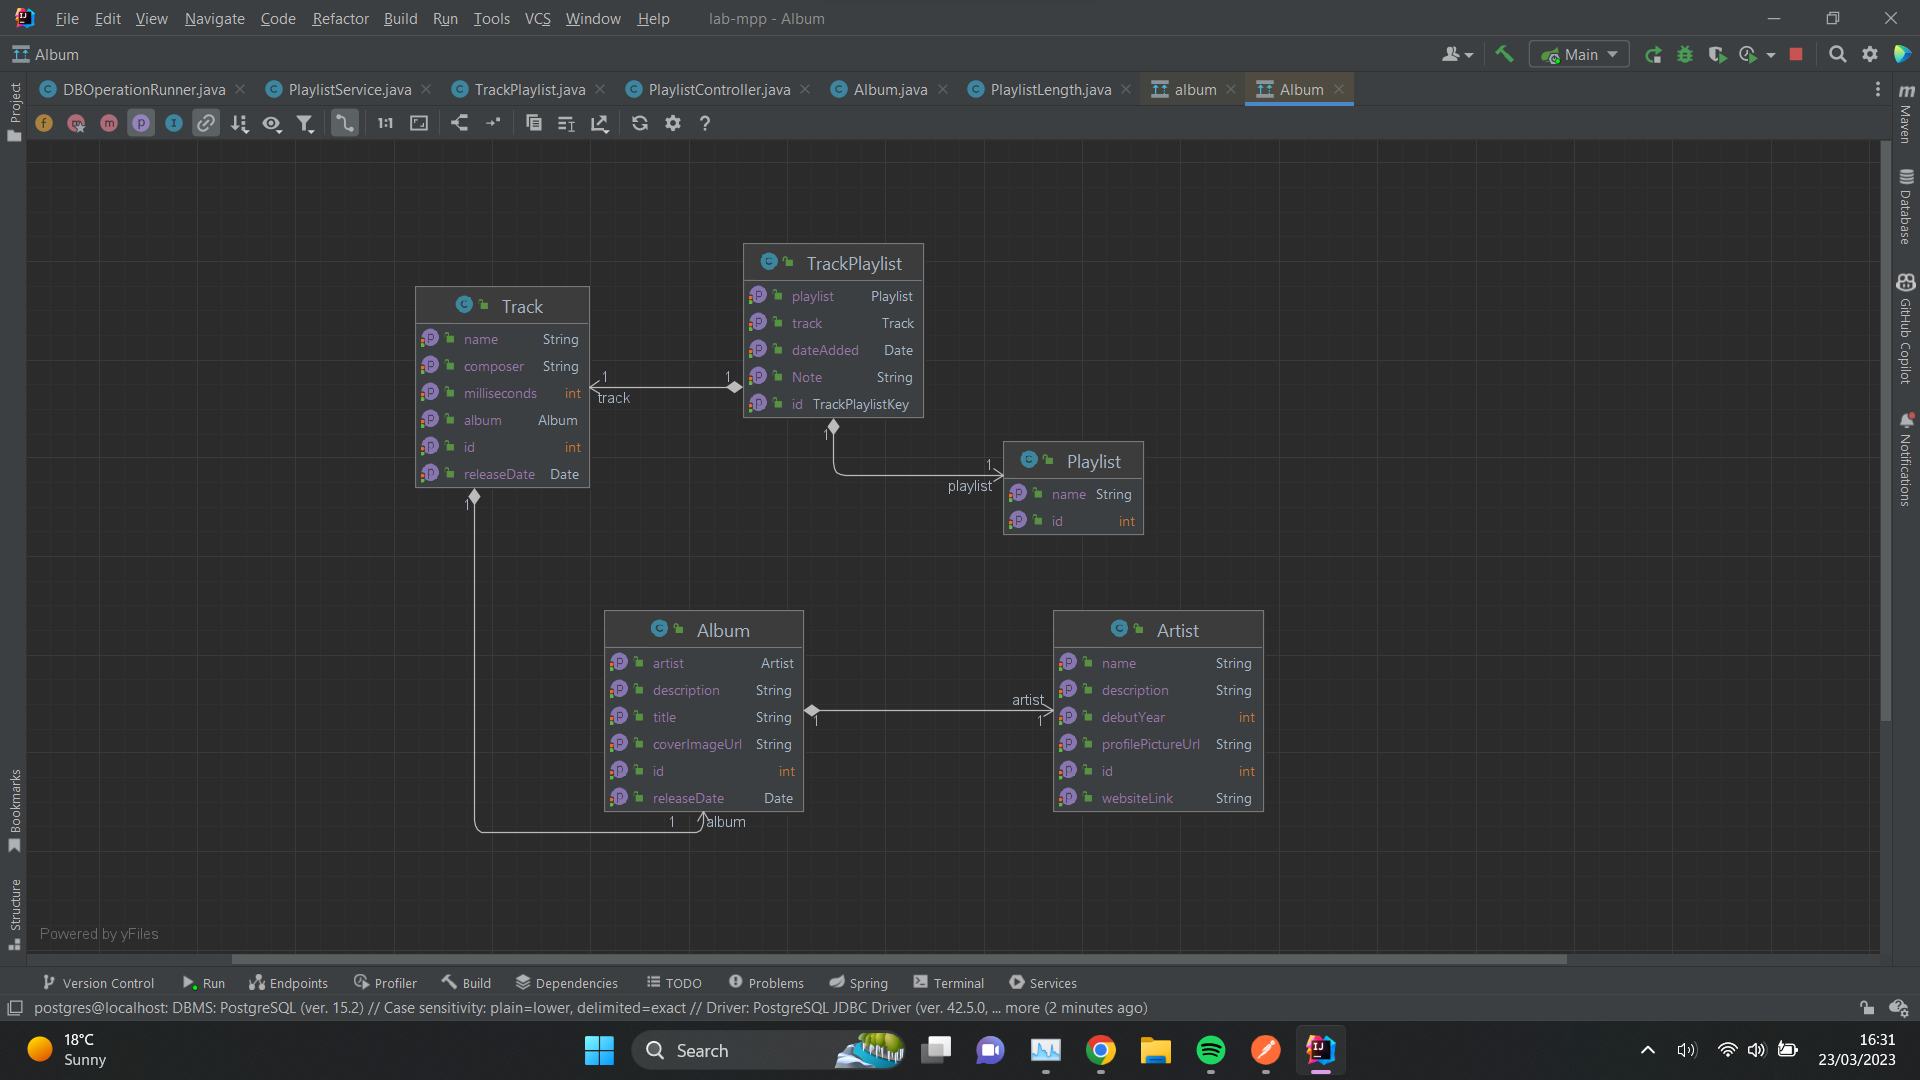 File Edit View Navigate Code Refactor Build Run Tools VCS Window Help lab-mpp - Album
Album
Main
DBOperationRunner.java PlaylistService.java TrackPlaylist.java PlaylistController.java Album.java PlaylistLength.java album Album
1:1 ?
Project
Bookmarks
Structure
Maven
Database
GitHub Copilot
Notifications
TrackPlaylist
playlist Playlist
track Track
dateAdded Date
Note String
id TrackPlaylistKey
Track
name String
composer String
milliseconds int
album Album
id int
releaseDate Date
1 1
track
1
1
playlist
Playlist
name String
id int
1
Album
artist Artist
description String
title String
coverImageUrl String
id int
releaseDate Date
1 album
artist
1 1
Artist
name String
description String
debutYear int
profilePictureUrl String
id int
websiteLink String
Powered by yFiles
Version Control Run Endpoints Profiler Build Dependencies TODO Problems Spring Terminal Services
postgres@localhost: DBMS: PostgreSQL (ver. 15.2) // Case sensitivity: plain=lower, delimited=exact // Driver: PostgreSQL JDBC Driver (ver. 42.5.0, ... more (2 minutes ago)
18°C
Sunny
Search
16:31
23/03/2023